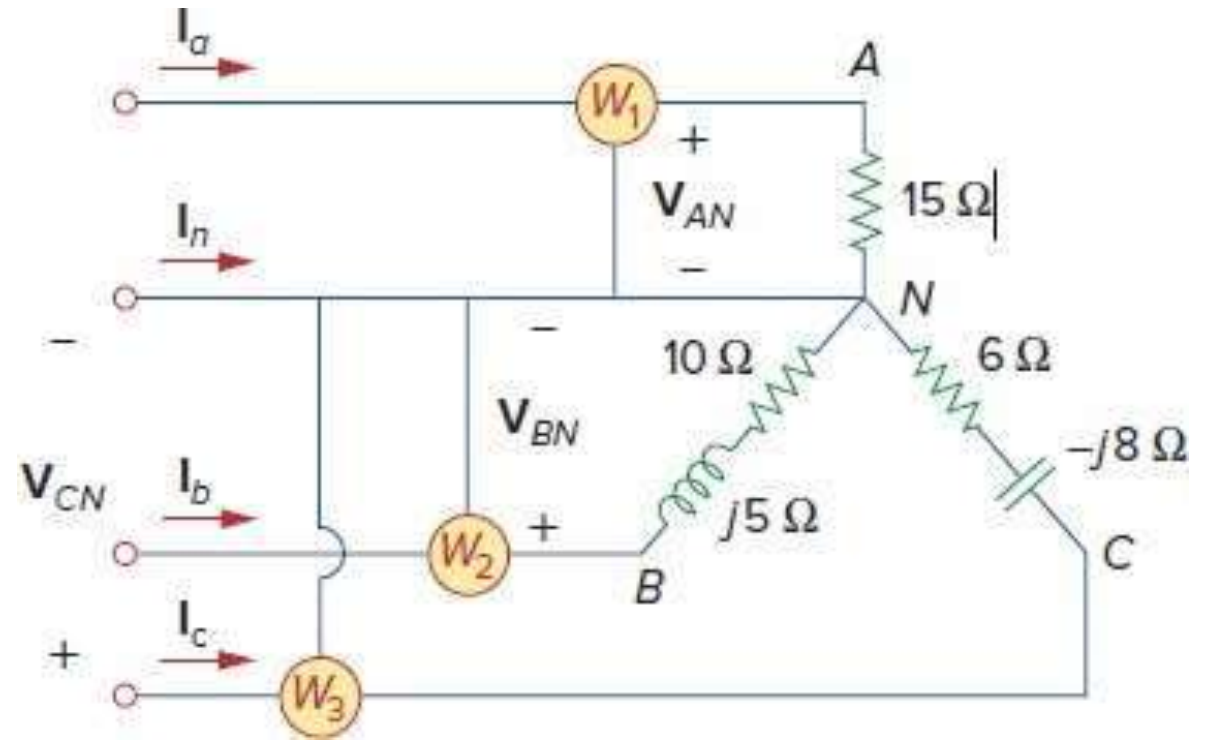 I_a
W_1
A
+
V_AN
−
15 Ω
I_n
N
−
−
10 Ω
6 Ω
V_BN
−j8 Ω
V_CN
I_b
+
j5 Ω
W_2
B
C
I_c
+
W_3